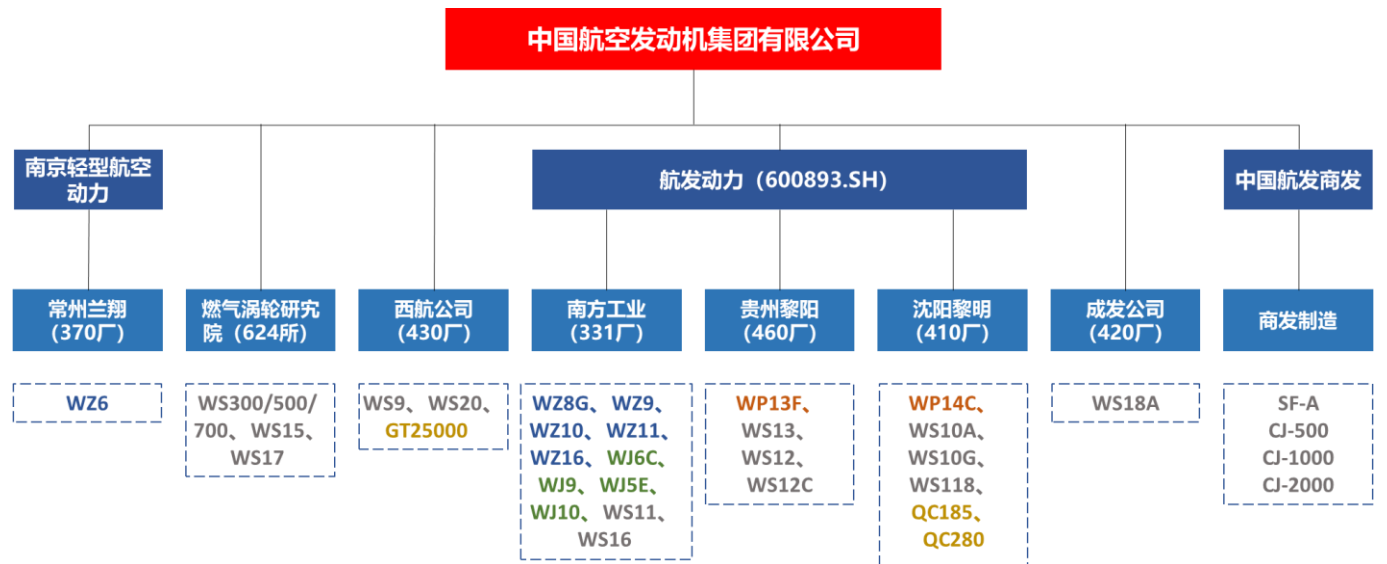 中国航空发动机集团有限公司
南京轻型航空
动力
航发动力（600893.SH）
中国航发商发
常州兰翔
（370厂）
燃气涡轮研究
院（624所）
西航公司
（430厂）
南方工业
（331厂）
贵州黎阳
（460厂）
沈阳黎明
（410厂）
成发公司
（420厂）
商发制造
WZ6
WS300/500/
700、WS15、
WS17
WS9、WS20、
GT25000
WZ8G、WZ9、
WZ10、WZ11、
WZ16、WJ6C、
WJ9、WJ5E、
WJ10、WS11、
WS16
WP13F、
WS13、
WS12、
WS12C
WP14C、
WS10A、
WS10G、
WS118、
QC185、
QC280
WS18A
SF-A
CJ-500
CJ-1000
CJ-2000